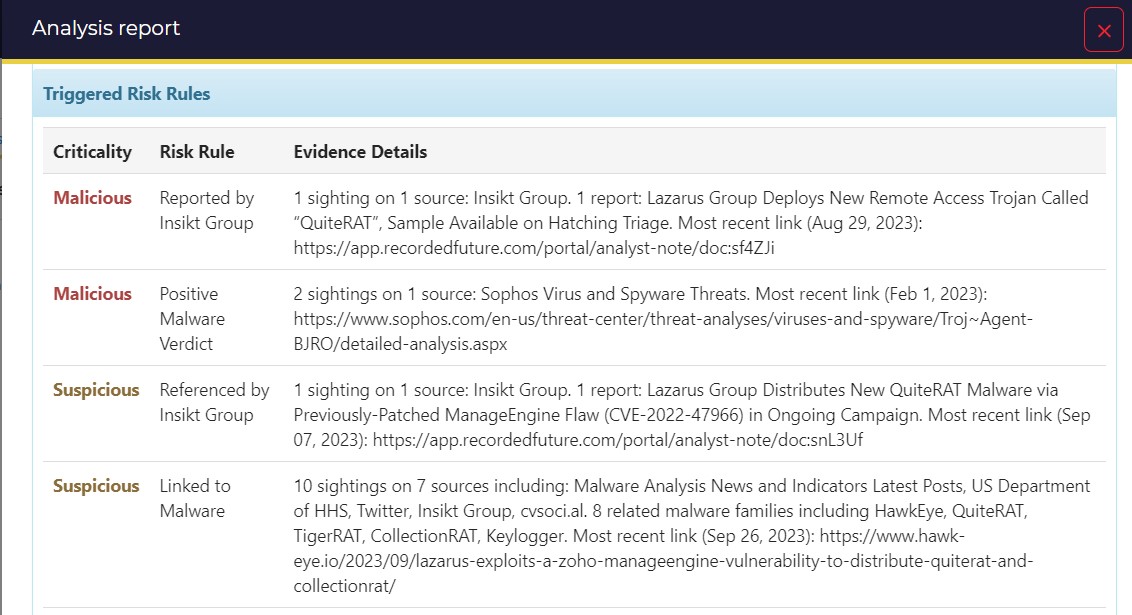 Analysis report
Triggered Risk Rules
Criticality Risk Rule Evidence Details
Malicious
Reported by
Insikt Group
1 sighting on 1 source: Insikt Group. 1 report: Lazarus Group Deploys New Remote Access Trojan Called
“QuiteRAT”, Sample Available on Hatching Triage. Most recent link (Aug 29, 2023):
https://app.recordedfuture.com/portal/analyst-note/doc:sf4ZJi
Malicious
Positive
Malware
Verdict
2 sightings on 1 source: Sophos Virus and Spyware Threats. Most recent link (Feb 1, 2023):
https://www.sophos.com/en-us/threat-center/threat-analyses/viruses-and-spyware/Troj~Agent-
BJRO/detailed-analysis.aspx
Suspicious
Referenced by
Insikt Group
1 sighting on 1 source: Insikt Group. 1 report: Lazarus Group Distributes New QuiteRAT Malware via
Previously-Patched ManageEngine Flaw (CVE-2022-47966) in Ongoing Campaign. Most recent link (Sep
07, 2023): https://app.recordedfuture.com/portal/analyst-note/doc:snL3Uf
Suspicious
Linked to
Malware
10 sightings on 7 sources including: Malware Analysis News and Indicators Latest Posts, US Department
of HHS, Twitter, Insikt Group, cvsoci.al. 8 related malware families including HawkEye, QuiteRAT,
TigerRAT, CollectionRAT, Keylogger. Most recent link (Sep 26, 2023): https://www.hawk-
eye.io/2023/09/lazarus-exploits-a-zoho-manageengine-vulnerability-to-distribute-quiterat-and-
collectionrat/